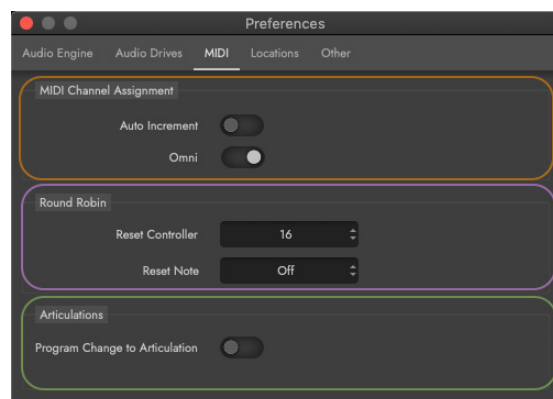 Preferences
Audio Engine Audio Drives MIDI Locations Other
MIDI Channel Assignment
Auto Increment
Omni
Round Robin
Reset Controller 16
Reset Note Off
Articulations
Program Change to Articulation